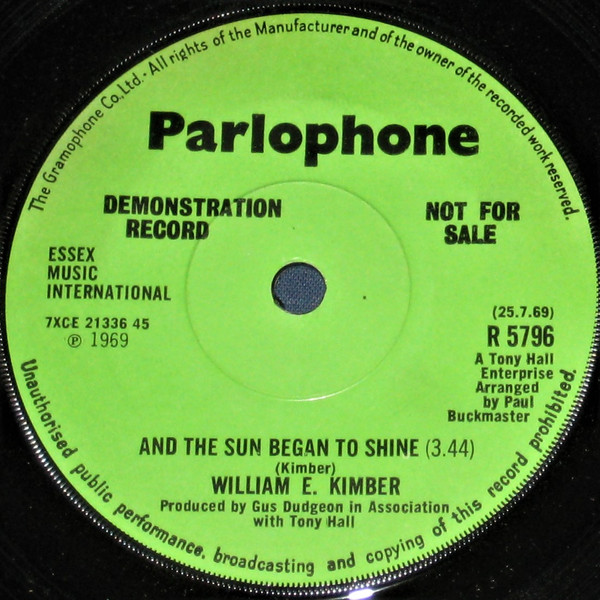 The Gramophone Co., Ltd. - All rights of the Manufacturer and of the owner of the recorded work reserved.
Parlophone
DEMONSTRATION
RECORD
NOT FOR
SALE
ESSEX
MUSIC
INTERNATIONAL
7XCE 21336 45
℗ 1969
(25.7.69)
R 5796
A Tony Hall
Enterprise
Arranged
by Paul
Buckmaster
AND THE SUN BEGAN TO SHINE (3.44)
(Kimber)
WILLIAM E. KIMBER
Produced by Gus Dudgeon in Association
with Tony Hall
Unauthorised public performance. broadcasting and copying of this record prohibited.